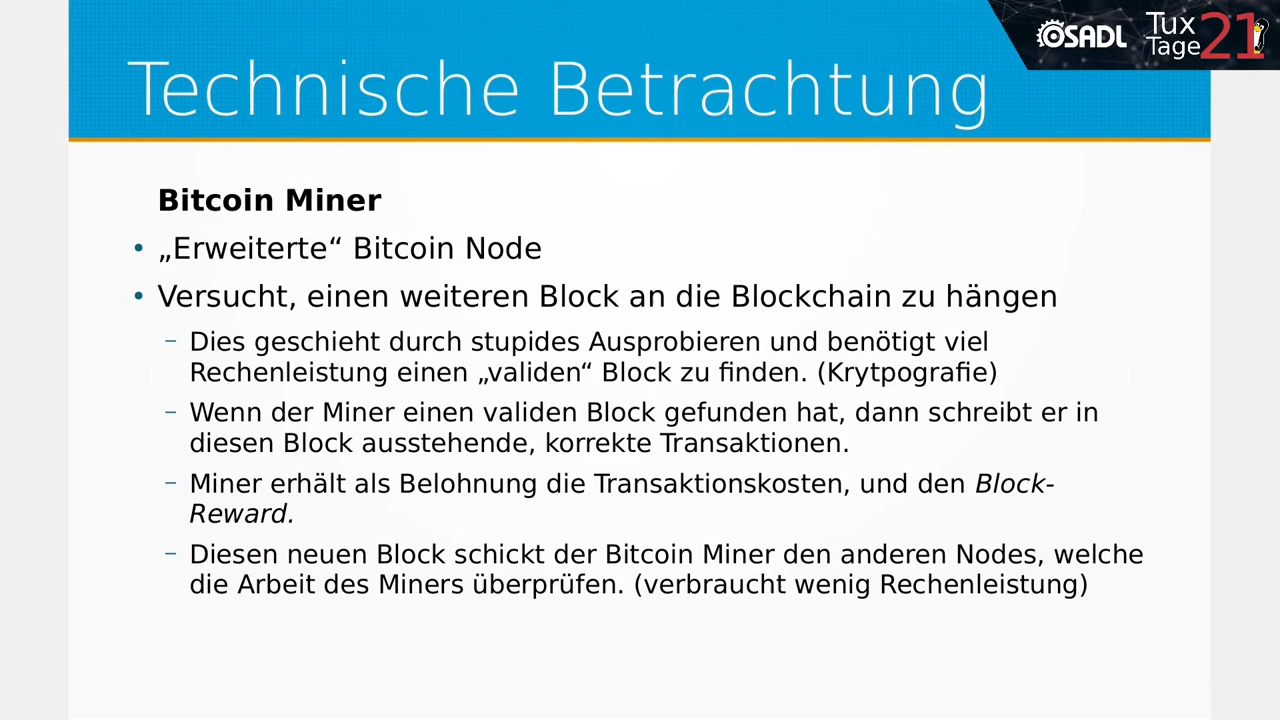 OSADL
Tux
Tage
21
Technische Betrachtung
Bitcoin Miner
• „Erweiterte“ Bitcoin Node
• Versucht, einen weiteren Block an die Blockchain zu hängen
– Dies geschieht durch stupides Ausprobieren und benötigt viel
Rechenleistung einen „validen“ Block zu finden. (Krytpografie)
– Wenn der Miner einen validen Block gefunden hat, dann schreibt er in
diesen Block ausstehende, korrekte Transaktionen.
– Miner erhält als Belohnung die Transaktionskosten, und den Block-
Reward.
– Diesen neuen Block schickt der Bitcoin Miner den anderen Nodes, welche
die Arbeit des Miners überprüfen. (verbraucht wenig Rechenleistung)